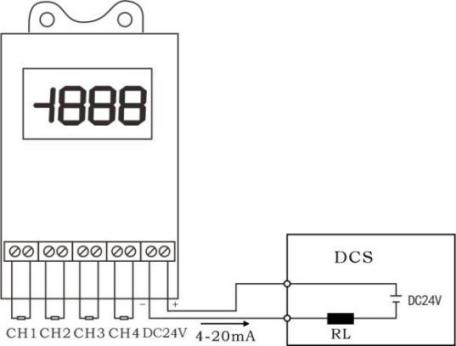 -1888
DCS
DC24V
- +
CH1 CH2 CH3 CH4 DC24V
4-20mA
RL